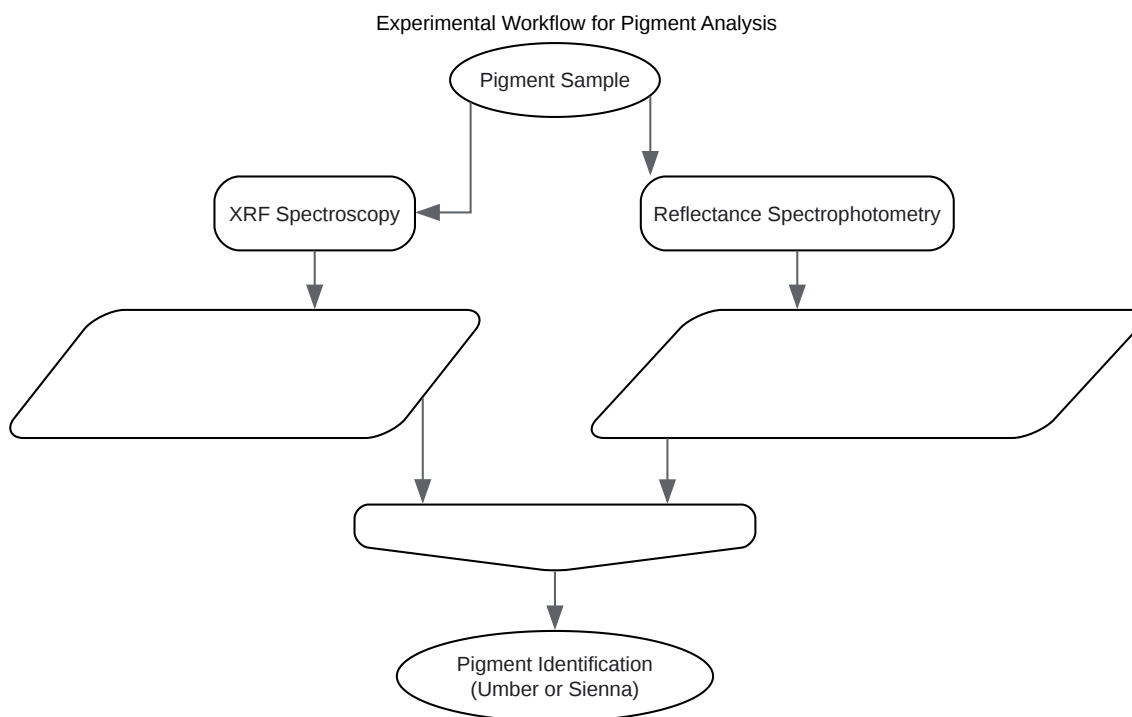 Experimental Workflow for Pigment Analysis
Pigment Sample
XRF Spectroscopy
Reflectance Spectrophotometry
Pigment Identification
(Umber or Sienna)